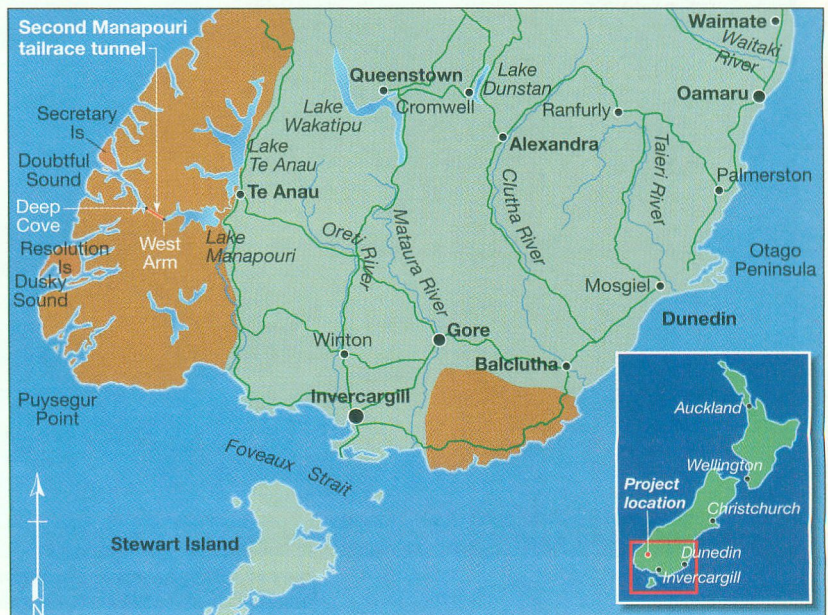 Second Manapouri
tailrace tunnel
Waimate
Waitaki
River
Queenstown
Lake
Dunstan
Oamaru
Cromwell
Ranfurly
Secretary
Is
Lake
Wakatipu
Alexandra
Doubtful
Sound
Lake
Te Anau
Taieri River
Palmerston
Te Anau
Clutha River
Deep
Cove
West
Arm
Lake
Manapouri
Oreti River
Mataura River
Resolution
Is
Dusky
Sound
Otago
Peninsula
Mosgiel
Dunedin
Winton
Gore
Balclutha
Puysegur
Point
Invercargill
Foveaux Strait
Stewart Island
N
Auckland
Wellington
Project
location
Christchurch
Dunedin
Invercargill